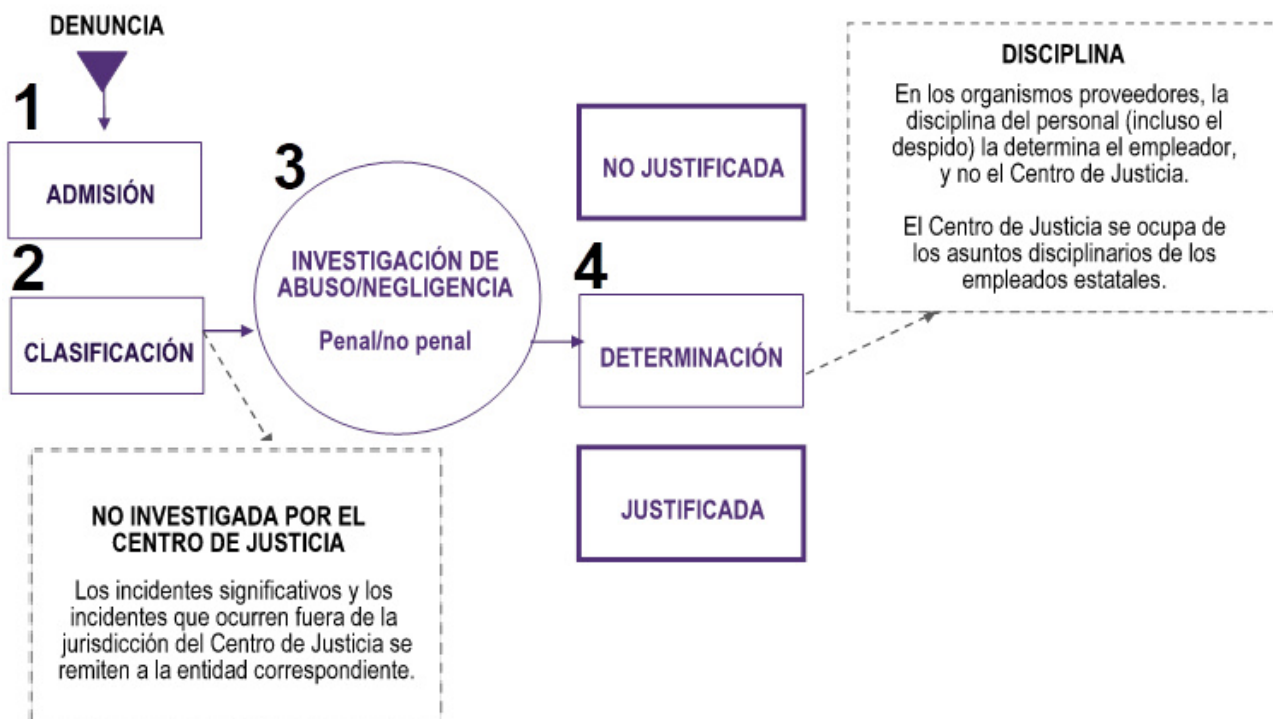 DENUNCIA
1
ADMISIÓN
2
CLASIFICACIÓN
3
INVESTIGACIÓN DE
ABUSO/NEGLIGENCIA
Penal/no penal
NO JUSTIFICADA
4
DETERMINACIÓN
JUSTIFICADA
DISCIPLINA
En los organismos proveedores, la
disciplina del personal (incluso el
despido) la determina el empleador,
y no el Centro de Justicia.
El Centro de Justicia se ocupa de
los asuntos disciplinarios de los
empleados estatales.
NO INVESTIGADA POR EL
CENTRO DE JUSTICIA
Los incidentes significativos y los
incidentes que ocurren fuera de la
jurisdicción del Centro de Justicia se
remiten a la entidad correspondiente.